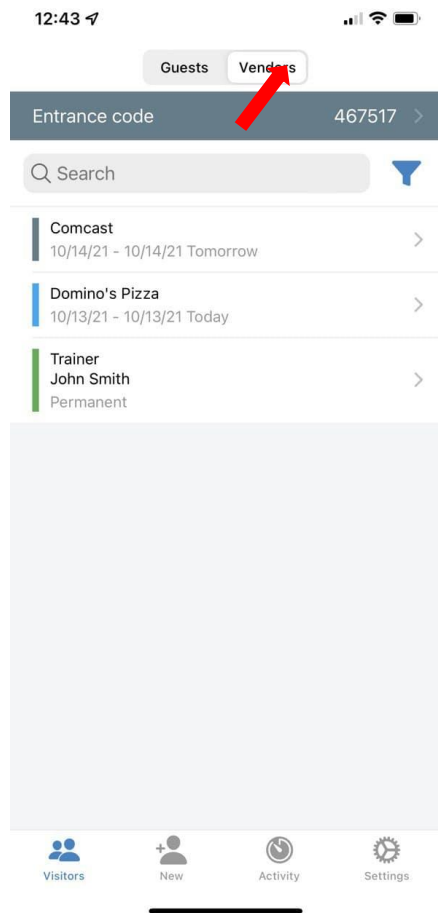 12:43
Guests Vendors
Entrance code 467517
Search
Comcast
10/14/21 - 10/14/21 Tomorrow
Domino's Pizza
10/13/21 - 10/13/21 Today
Trainer
John Smith
Permanent
Visitors New Activity Settings